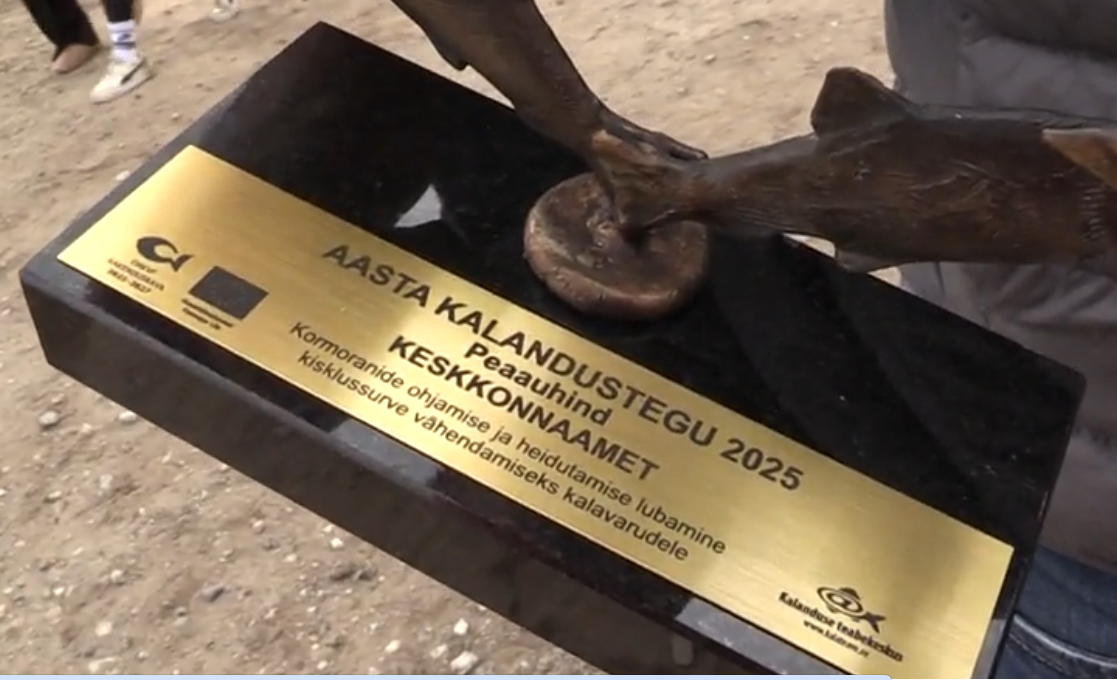 AASTA KALANDUSTEGU 2025
Peaauhind
KESKKONNAAMET
Kormoranide ohjamise ja heidutamise lubamine
kisklussurve vähendamiseks kalavarudele
Kalanduse teabekeskus